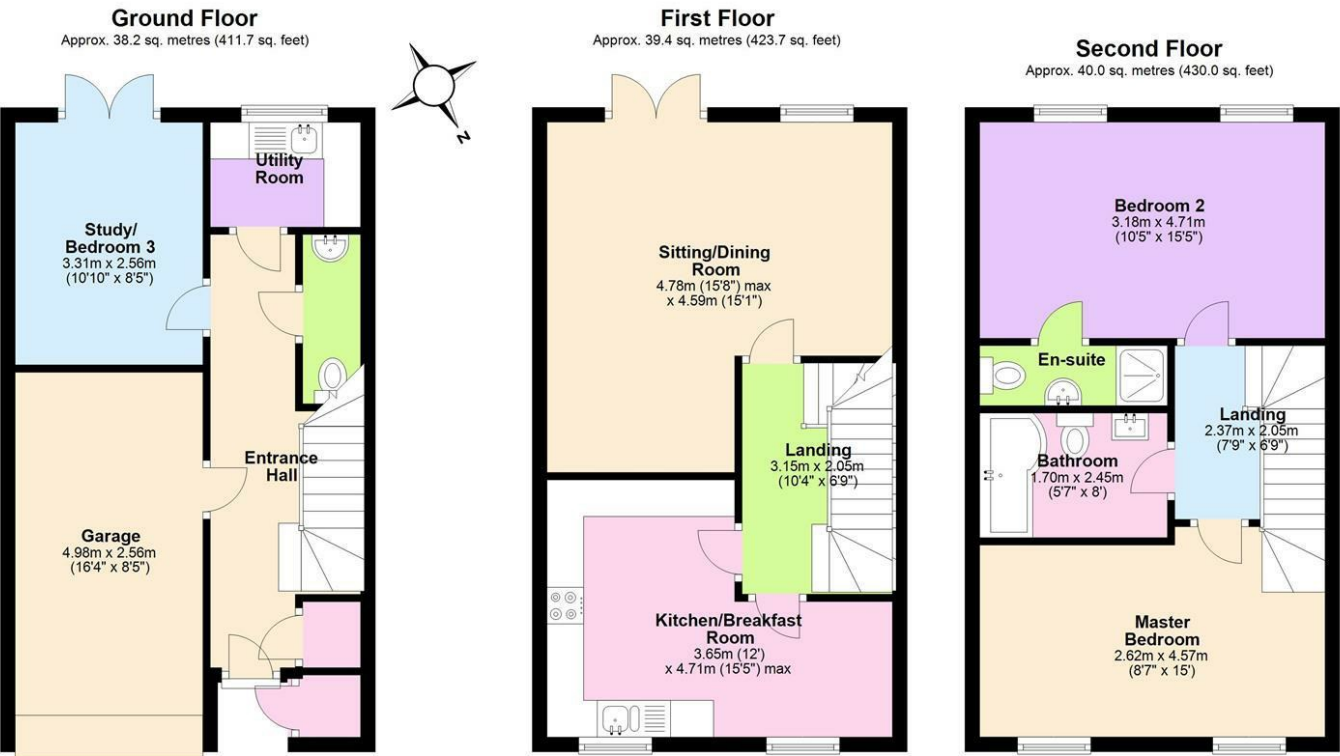 Ground Floor
Approx. 38.2 sq. metres (411.7 sq. feet)
Study/
Bedroom 3
3.31m x 2.56m
(10'10" x 8'5")
Utility
Room
Entrance
Hall
Garage
4.98m x 2.56m
(16'4" x 8'5")
N
First Floor
Approx. 39.4 sq. metres (423.7 sq. feet)
Sitting/Dining
Room
4.78m (15'8") max
x 4.59m (15'1")
Landing
3.15m x 2.05m
(10'4" x 6'9")
Kitchen/Breakfast
Room
3.65m (12')
x 4.71m (15'5") max
Second Floor
Approx. 40.0 sq. metres (430.0 sq. feet)
Bedroom 2
3.18m x 4.71m
(10'5" x 15'5")
En-suite
Landing
2.37m x 2.05m
(7'9" x 6'9")
Bathroom
1.70m x 2.45m
(5'7" x 8')
Master
Bedroom
2.62m x 4.57m
(8'7" x 15')